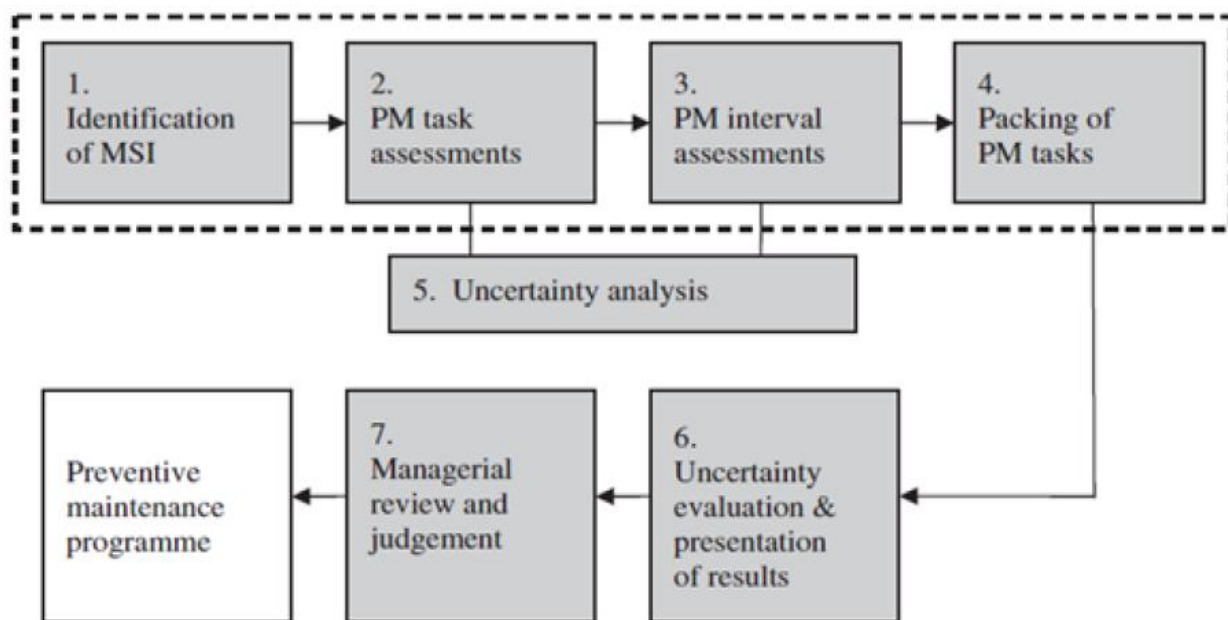 1.
Identification
of MSI
2.
PM task
assessments
3.
PM interval
assessments
4.
Packing of
PM tasks
5. Uncertainty analysis
Preventive
maintenance
programme
7.
Managerial
review and
judgement
6.
Uncertainty
evaluation &
presentation
of results